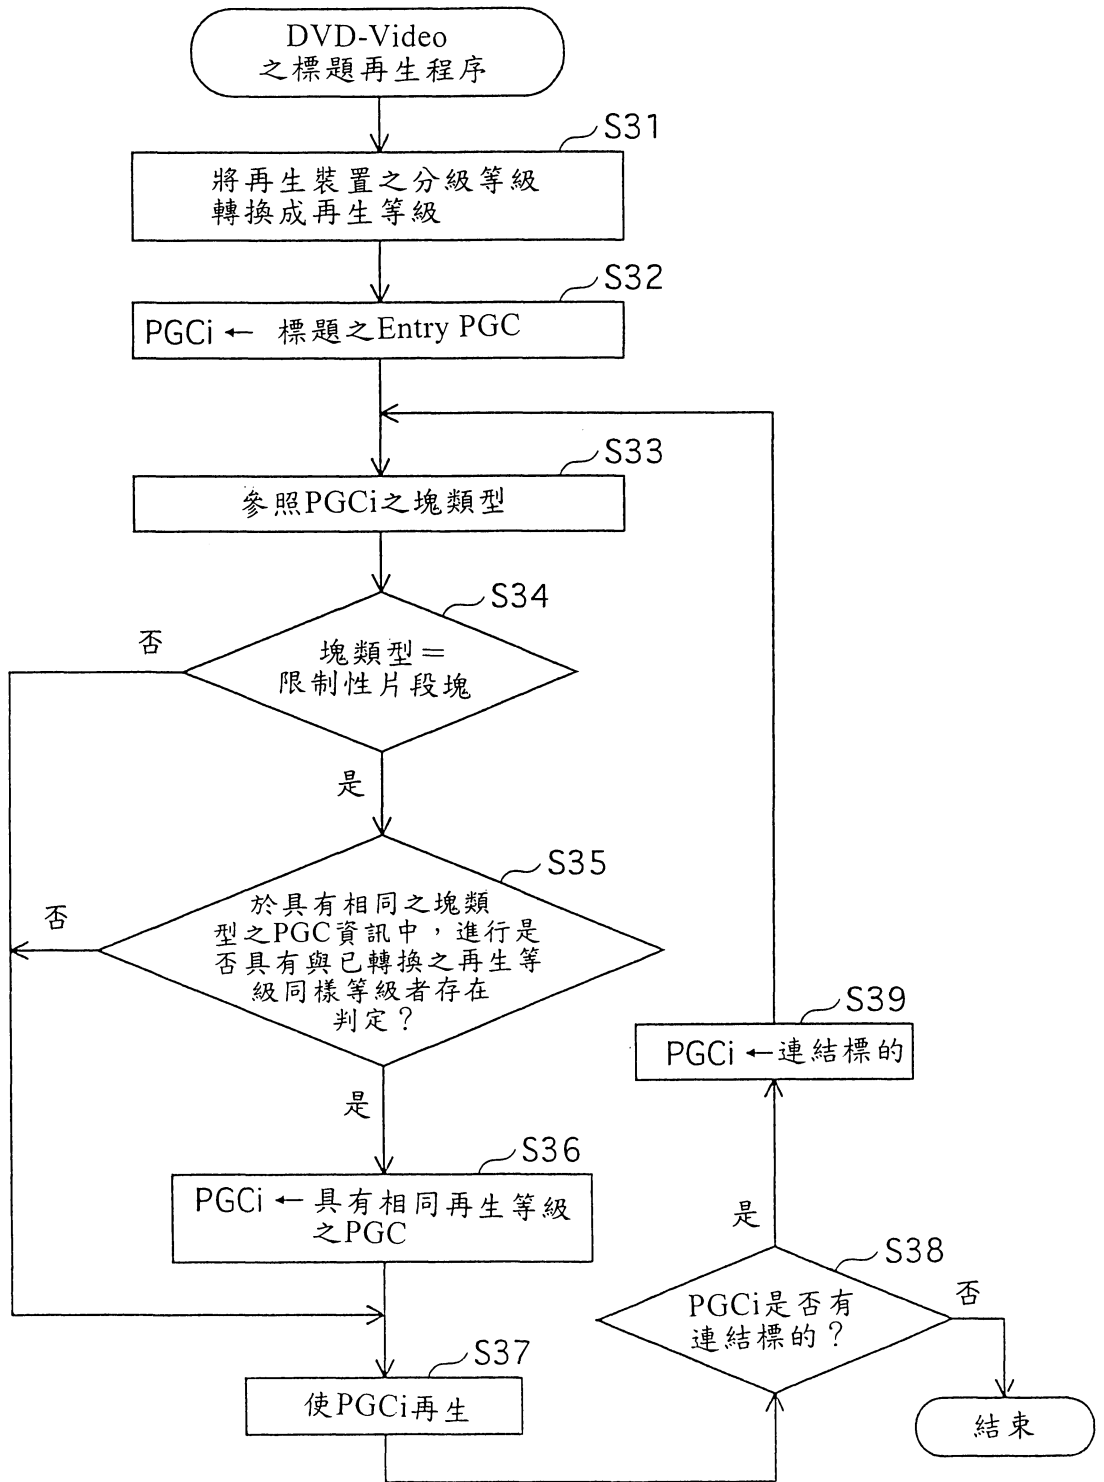 DVD-Video
之標題再生程序
S31
將再生裝置之分級等級
轉換成再生等級
S32
PGCi ← 標題之Entry PGC
S33
參照PGCi之塊類型
S34
否
塊類型＝
限制性片段塊
是
S35
否
於具有相同之塊類
型之PGC資訊中，進行是
否具有與已轉換之再生等
級同樣等級者存在
判定？
是
S36
PGCi ← 具有相同再生等級
之PGC
S37
使PGCi再生
S38
PGCi是否有
連結標的？
是
否
S39
PGCi ← 連結標的
結束